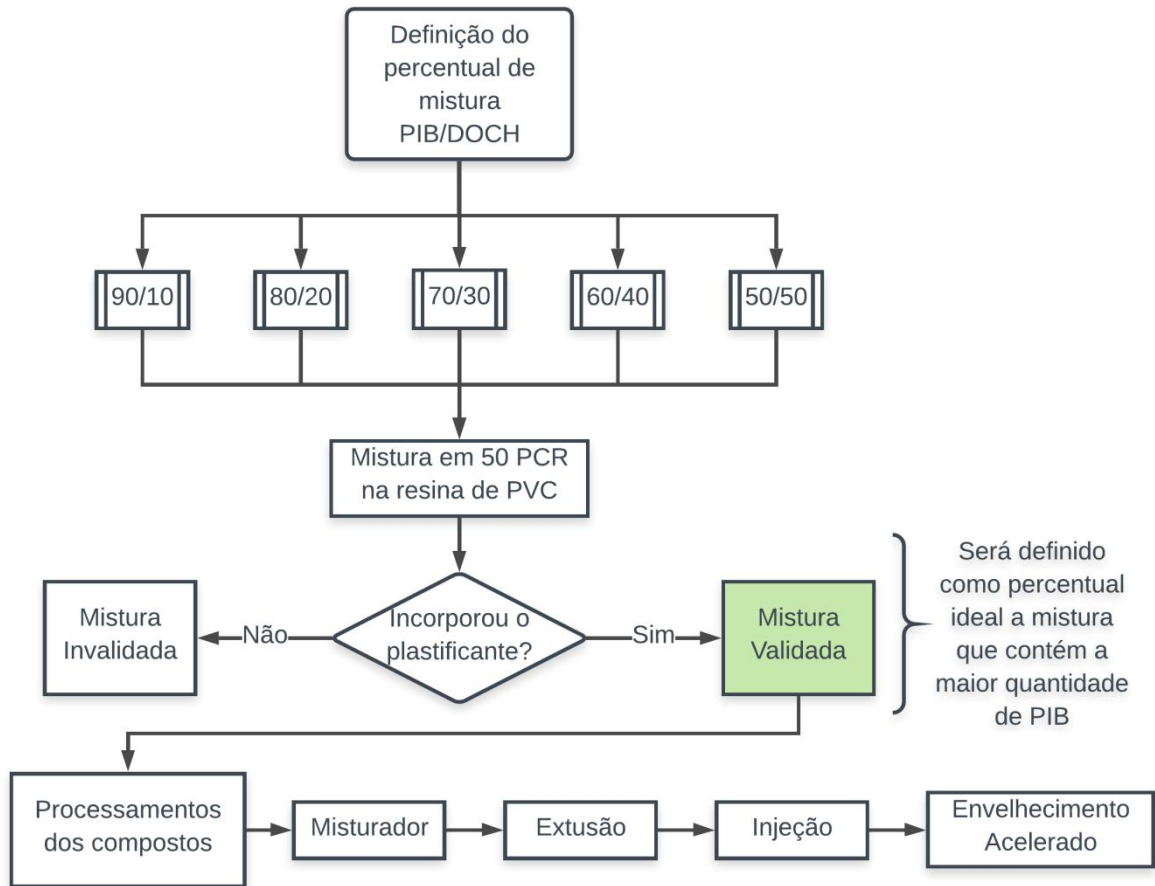 Definição do
percentual de
mistura
PIB/DOCH
90/10
80/20
70/30
60/40
50/50
Mistura em 50 PCR
na resina de PVC
Incorporou o
plastificante?
Não
Mistura
Invalidada
Sim
Mistura
Validada
Será definido
como percentual
ideal a mistura
que contém a
maior quantidade
de PIB
Processamentos
dos compostos
Misturador
Extusão
Injeção
Envelhecimento
Acelerado